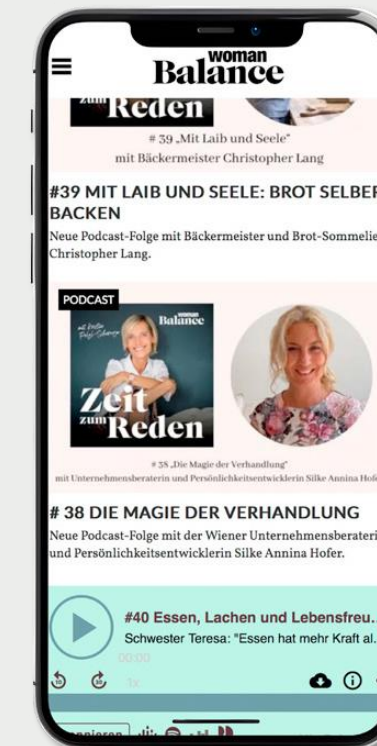 woman
Balance
zum Reden
# 39 „Mit Laib und Seele"
mit Bäckermeister Christopher Lang
#39 MIT LAIB UND SEELE: BROT SELBER
BACKEN
Neue Podcast-Folge mit Bäckermeister und Brot-Sommelie
Christopher Lang.
PODCAST
woman
Balance
Zeit
zum Reden
# 38 „Die Magie der Verhandlung"
mit Unternehmensberaterin und Persönlichkeitsentwicklerin Silke Annina Hofe
# 38 DIE MAGIE DER VERHANDLUNG
Neue Podcast-Folge mit der Wiener Unternehmensberateri
und Persönlichkeitsentwicklerin Silke Annina Hofer.
#40 Essen, Lachen und Lebensfreu..
Schwester Teresa: "Essen hat mehr Kraft al..
00:00
1x